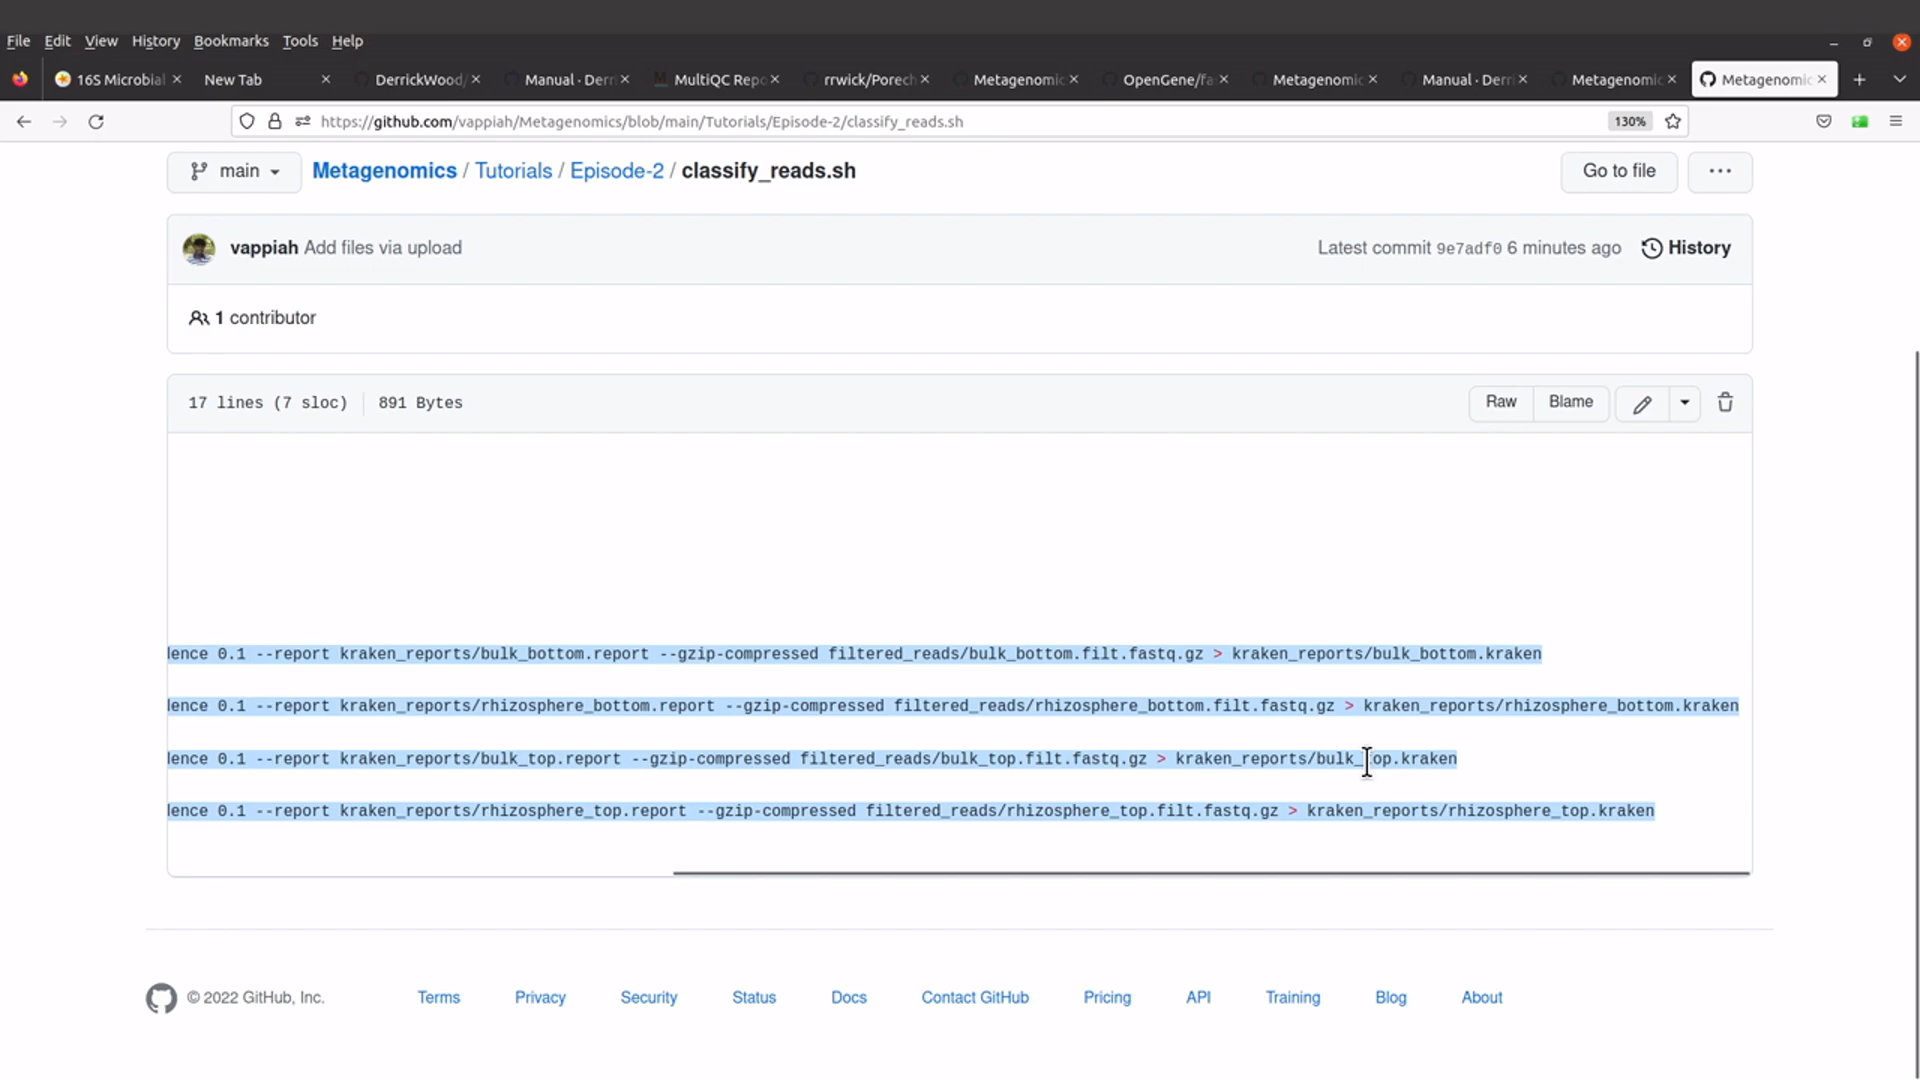 File Edit View History Bookmarks Tools Help
16S Microbial New Tab DerrickWood/ Manual · Derri MultiQC Repo rrwick/Porech Metagenomic OpenGene/fa Metagenomic Manual · Derri Metagenomic Metagenomic
https://github.com/vappiah/Metagenomics/blob/main/Tutorials/Episode-2/classify_reads.sh 130%
main Metagenomics / Tutorials / Episode-2 / classify_reads.sh Go to file ...
vappiah Add files via upload Latest commit 9e7adf0 6 minutes ago History
1 contributor
17 lines (7 sloc) 891 Bytes Raw Blame
lence 0.1 --report kraken_reports/bulk_bottom.report --gzip-compressed filtered_reads/bulk_bottom.filt.fastq.gz > kraken_reports/bulk_bottom.kraken
lence 0.1 --report kraken_reports/rhizosphere_bottom.report --gzip-compressed filtered_reads/rhizosphere_bottom.filt.fastq.gz > kraken_reports/rhizosphere_bottom.kraken
lence 0.1 --report kraken_reports/bulk_top.report --gzip-compressed filtered_reads/bulk_top.filt.fastq.gz > kraken_reports/bulk_top.kraken
lence 0.1 --report kraken_reports/rhizosphere_top.report --gzip-compressed filtered_reads/rhizosphere_top.filt.fastq.gz > kraken_reports/rhizosphere_top.kraken
© 2022 GitHub, Inc. Terms Privacy Security Status Docs Contact GitHub Pricing API Training Blog About